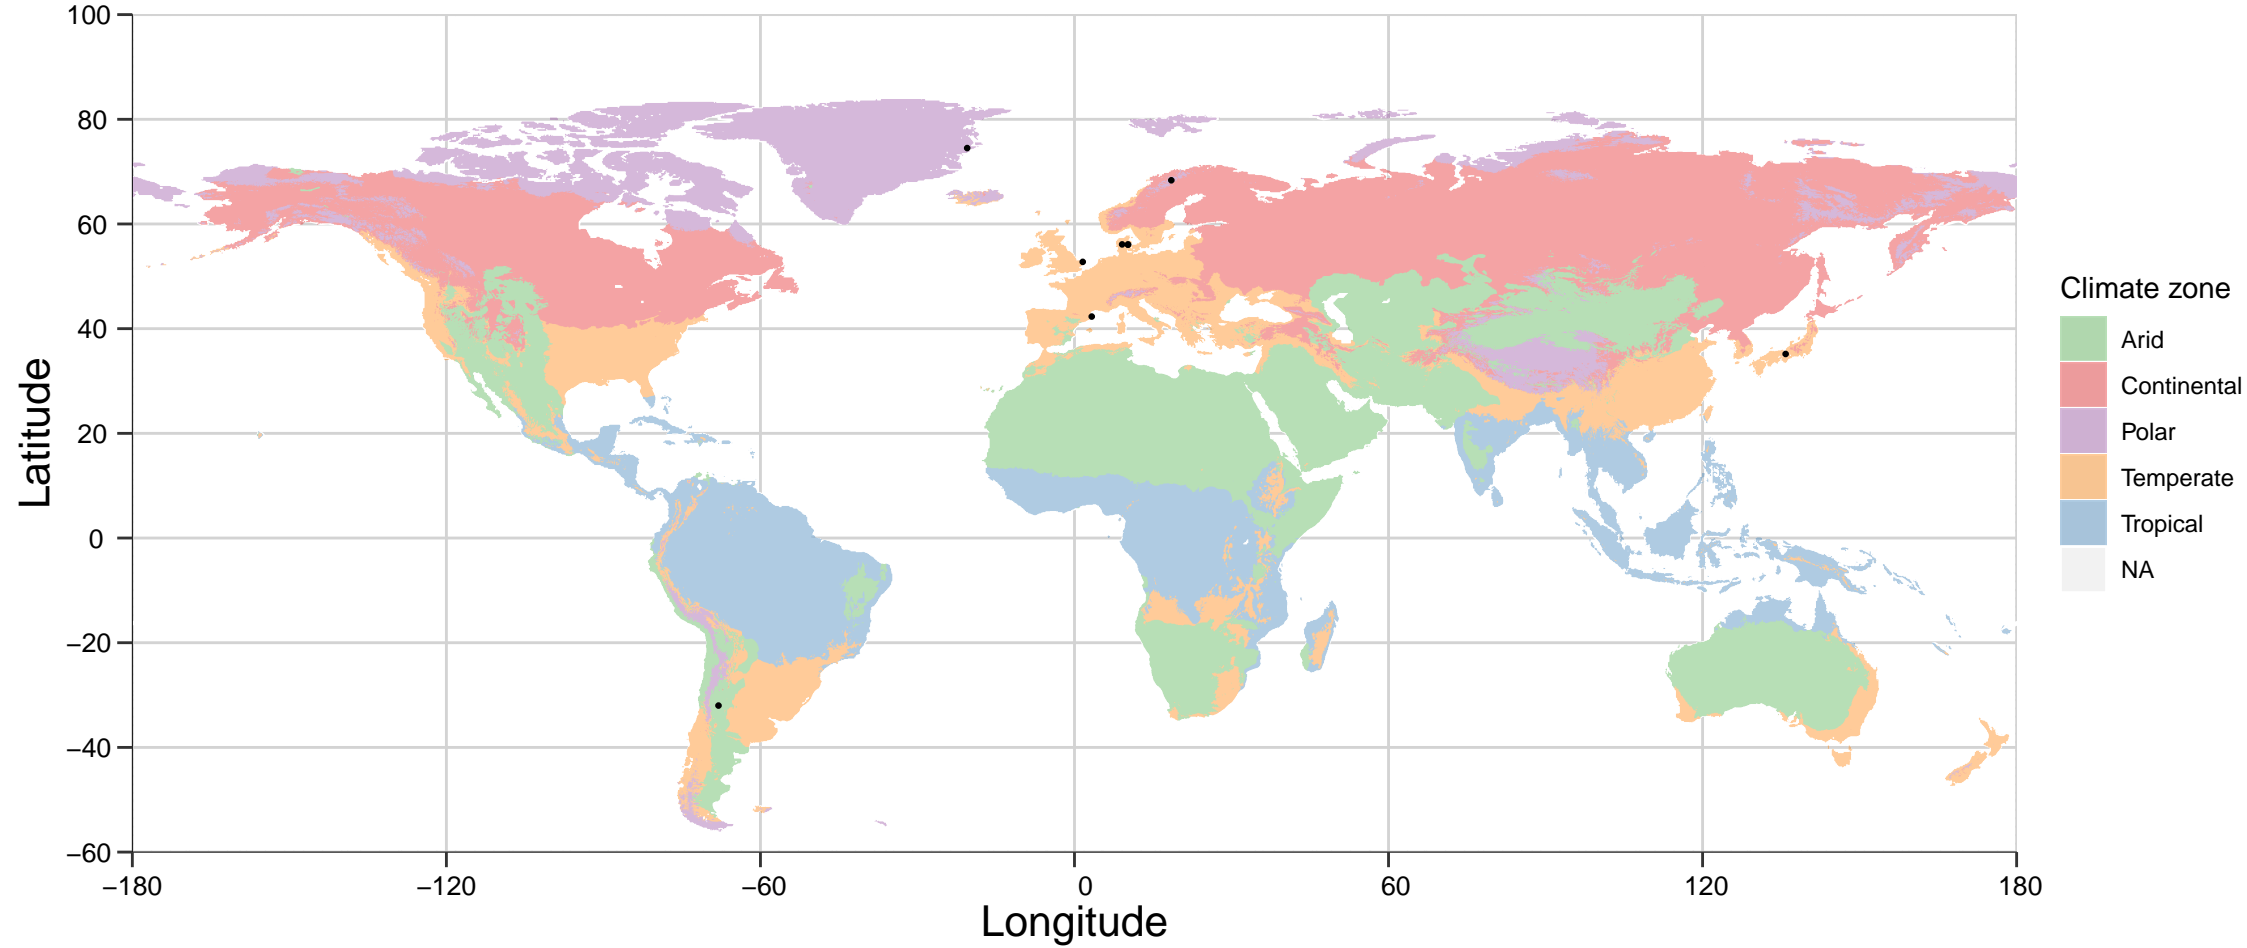 100
80
60
40
20
0
−20
−40
−60
Latitude
−180
−120
−60
0
60
120
180
Longitude
Climate zone
Arid
Continental
Polar
Temperate
Tropical
NA